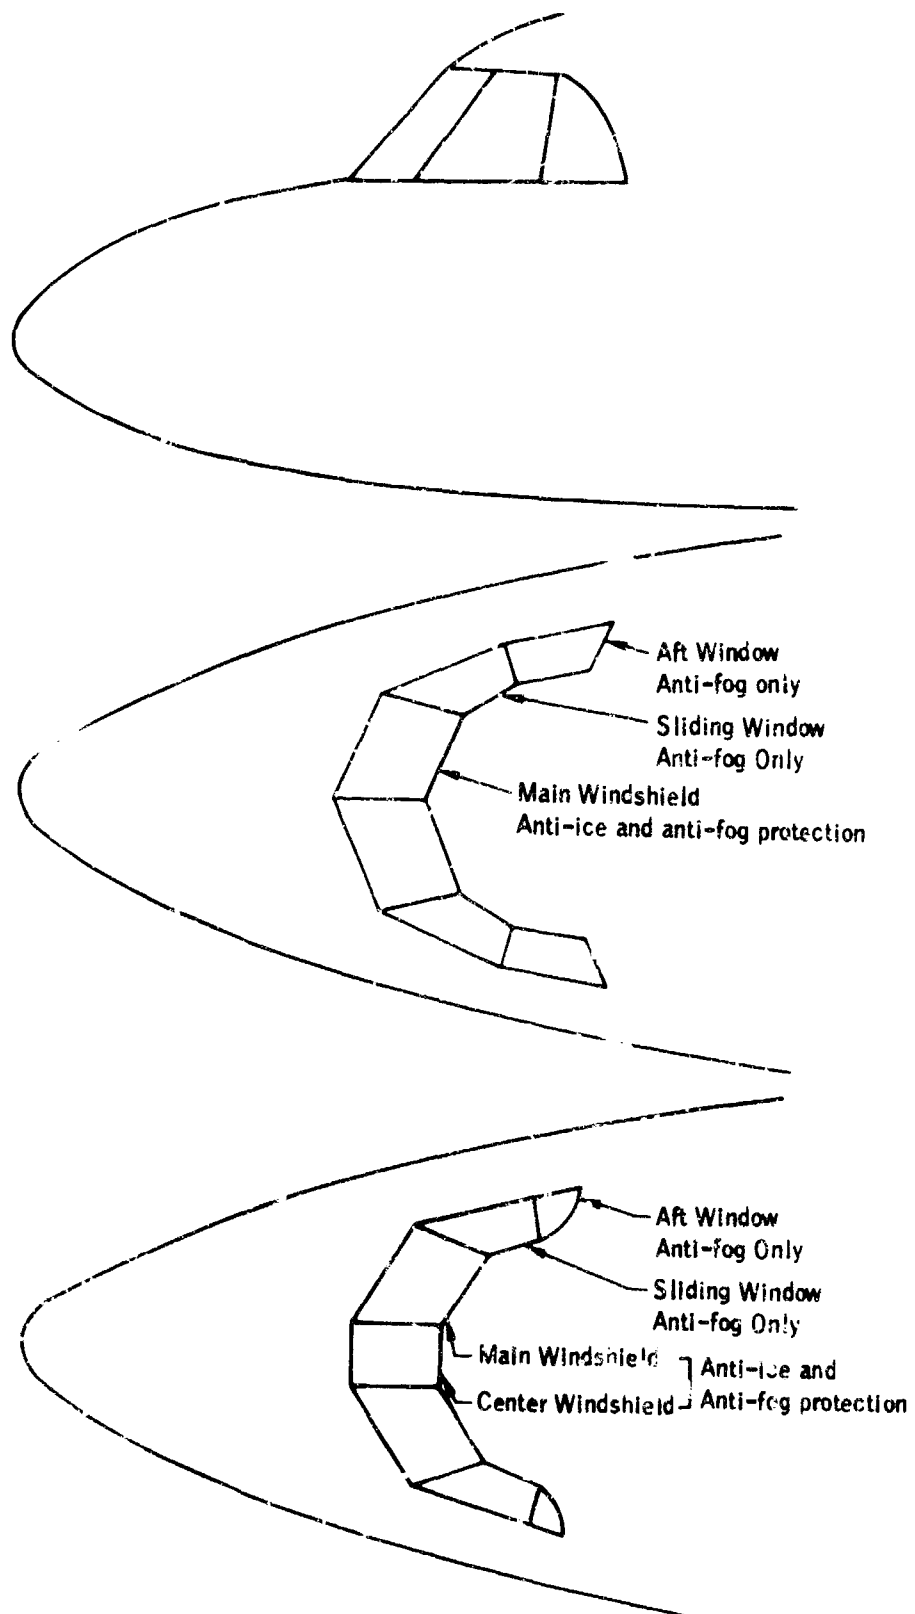 Aft Window
Anti-fog only
Sliding Window
Anti-fog Only
Main Windshield
Anti-ice and anti-fog protection
Aft Window
Anti-fog Only
Sliding Window
Anti-fog Only
Main Windshield
Center Windshield
Anti-ice and
Anti-fog protection